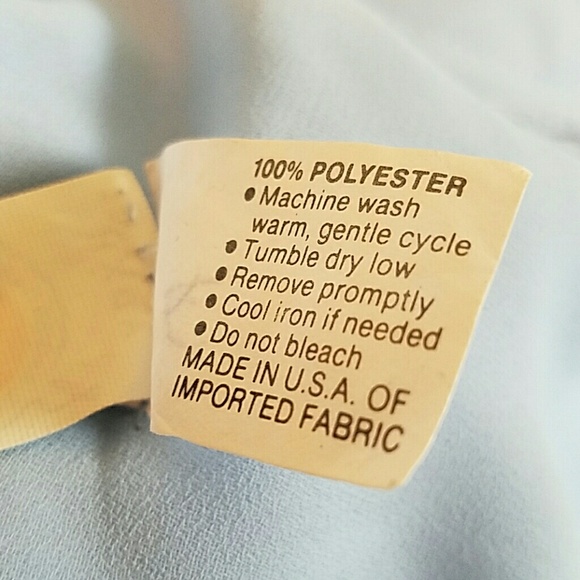 100% POLYESTER
• Machine wash
warm, gentle cycle
• Tumble dry low
• Remove promptly
• Cool iron if needed
• Do not bleach
MADE IN U.S.A. OF
IMPORTED FABRIC